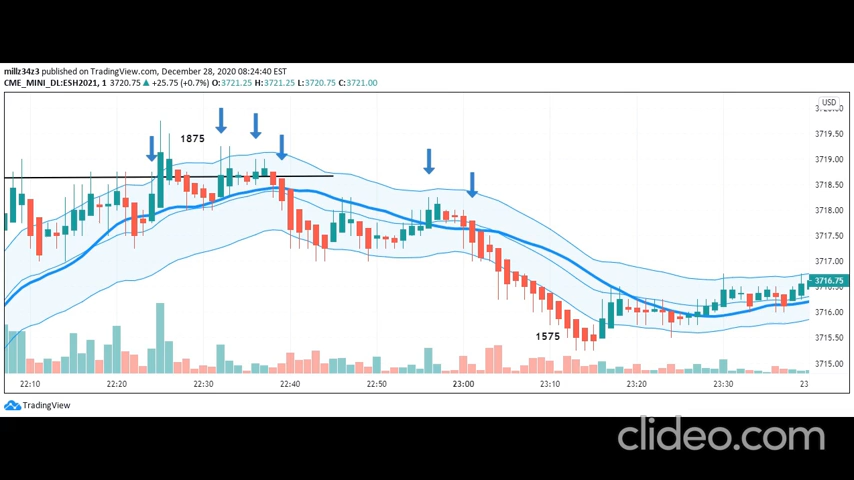 millz34z3 published on TradingView.com, December 28, 2020 08:24:40 EST
CME_MINI_DL:ESH2021, 1 3720.75 ▲ +25.75 (+0.7%) O:3721.25 H:3721.25 L:3720.75 C:3721.00
USD
3719.50
1875
3719.00
3718.50
3718.00
3717.50
3717.00
3716.75
3716.00
1575
3715.50
3715.00
22:10 22:20 22:30 22:40 22:50 23:00 23:10 23:20 23:30 23
TradingView
clideo.com